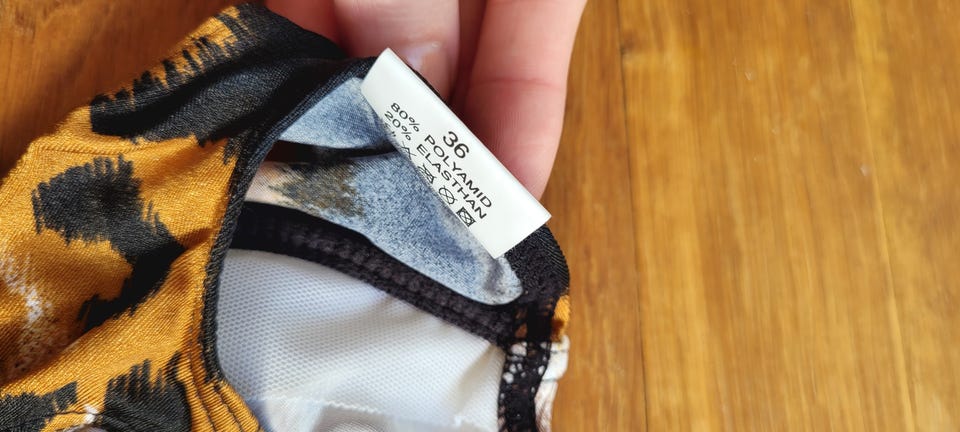 36
80% POLYAMID
20% ELASTHAN